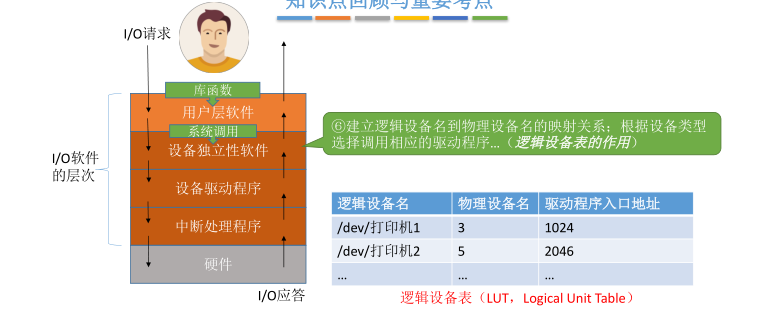 知识点回顾与重要考点
I/O请求
库函数
用户层软件
系统调用
设备独立性软件
设备驱动程序
中断处理程序
硬件
I/O软件
的层次
I/O应答
⑥建立逻辑设备名到物理设备名的映射关系；根据设备类型
选择调用相应的驱动程序…（逻辑设备表的作用）
逻辑设备名 物理设备名 驱动程序入口地址
/dev/打印机1 3 1024
/dev/打印机2 5 2046
… … …
逻辑设备表（LUT，Logical Unit Table）